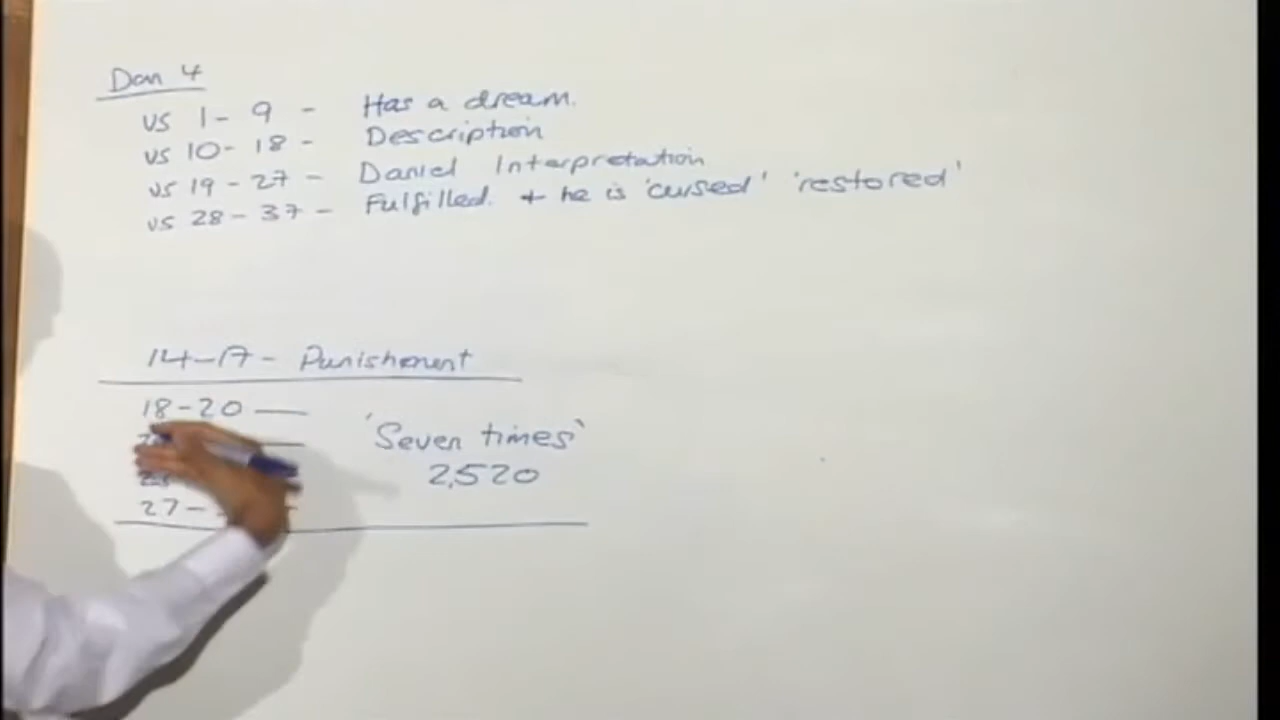 Dan 4
vs 1-9 - Has a dream.
vs 10-18 - Description
vs 19-27 - Daniel Interpretation
vs 28-37 - Fulfilled. + he is 'cursed' 'restored'
14-17 - Punishment
18-20 —
'Seven times'
2,520
27-